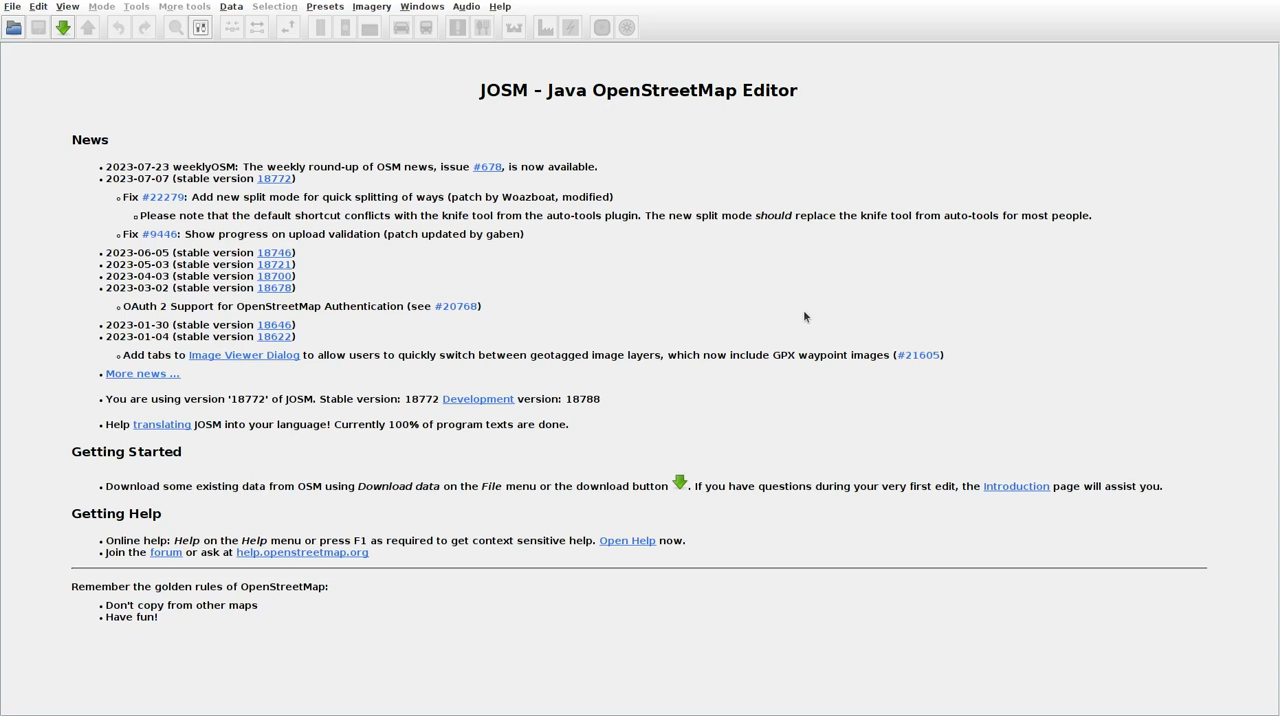 File Edit View Mode Tools More tools Data Selection Presets Imagery Windows Audio Help
JOSM – Java OpenStreetMap Editor
News
2023-07-23 weeklyOSM: The weekly round-up of OSM news, issue #678, is now available.
2023-07-07 (stable version 18772)
Fix #22279: Add new split mode for quick splitting of ways (patch by Woazboat, modified)
Please note that the default shortcut conflicts with the knife tool from the auto-tools plugin. The new split mode should replace the knife tool from auto-tools for most people.
Fix #9446: Show progress on upload validation (patch updated by gaben)
2023-06-05 (stable version 18746)
2023-05-03 (stable version 18721)
2023-04-03 (stable version 18700)
2023-03-02 (stable version 18678)
OAuth 2 Support for OpenStreetMap Authentication (see #20768)
2023-01-30 (stable version 18646)
2023-01-04 (stable version 18622)
Add tabs to Image Viewer Dialog to allow users to quickly switch between geotagged image layers, which now include GPX waypoint images (#21605)
More news ...
You are using version '18772' of JOSM. Stable version: 18772 Development version: 18788
Help translating JOSM into your language! Currently 100% of program texts are done.
Getting Started
Download some existing data from OSM using Download data on the File menu or the download button . If you have questions during your very first edit, the Introduction page will assist you.
Getting Help
Online help: Help on the Help menu or press F1 as required to get context sensitive help. Open Help now.
Join the forum or ask at help.openstreetmap.org
Remember the golden rules of OpenStreetMap:
Don't copy from other maps
Have fun!